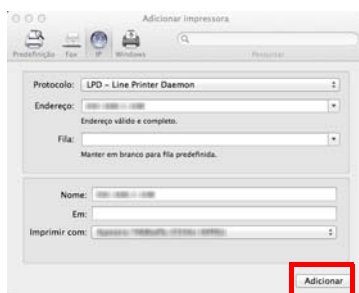 Adicionar impressora
Predefinição Fax IP Windows Pesquisar
Protocolo: LPD – Line Printer Daemon
Endereço:
Endereço válido e completo.
Fila:
Manter em branco para fila predefinida.
Nome:
Em:
Imprimir com:
Adicionar